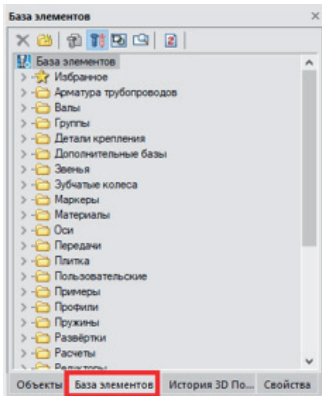 База элементов
База элементов
Избранное
Арматура трубопроводов
Валы
Группы
Детали крепления
Дополнительные базы
Звенья
Зубчатые колеса
Маркеры
Материалы
Оси
Передачи
Плитка
Пользовательские
Примеры
Профили
Пружины
Развёртки
Расчеты
Редукторы
Объекты База элементов История 3D По... Свойства